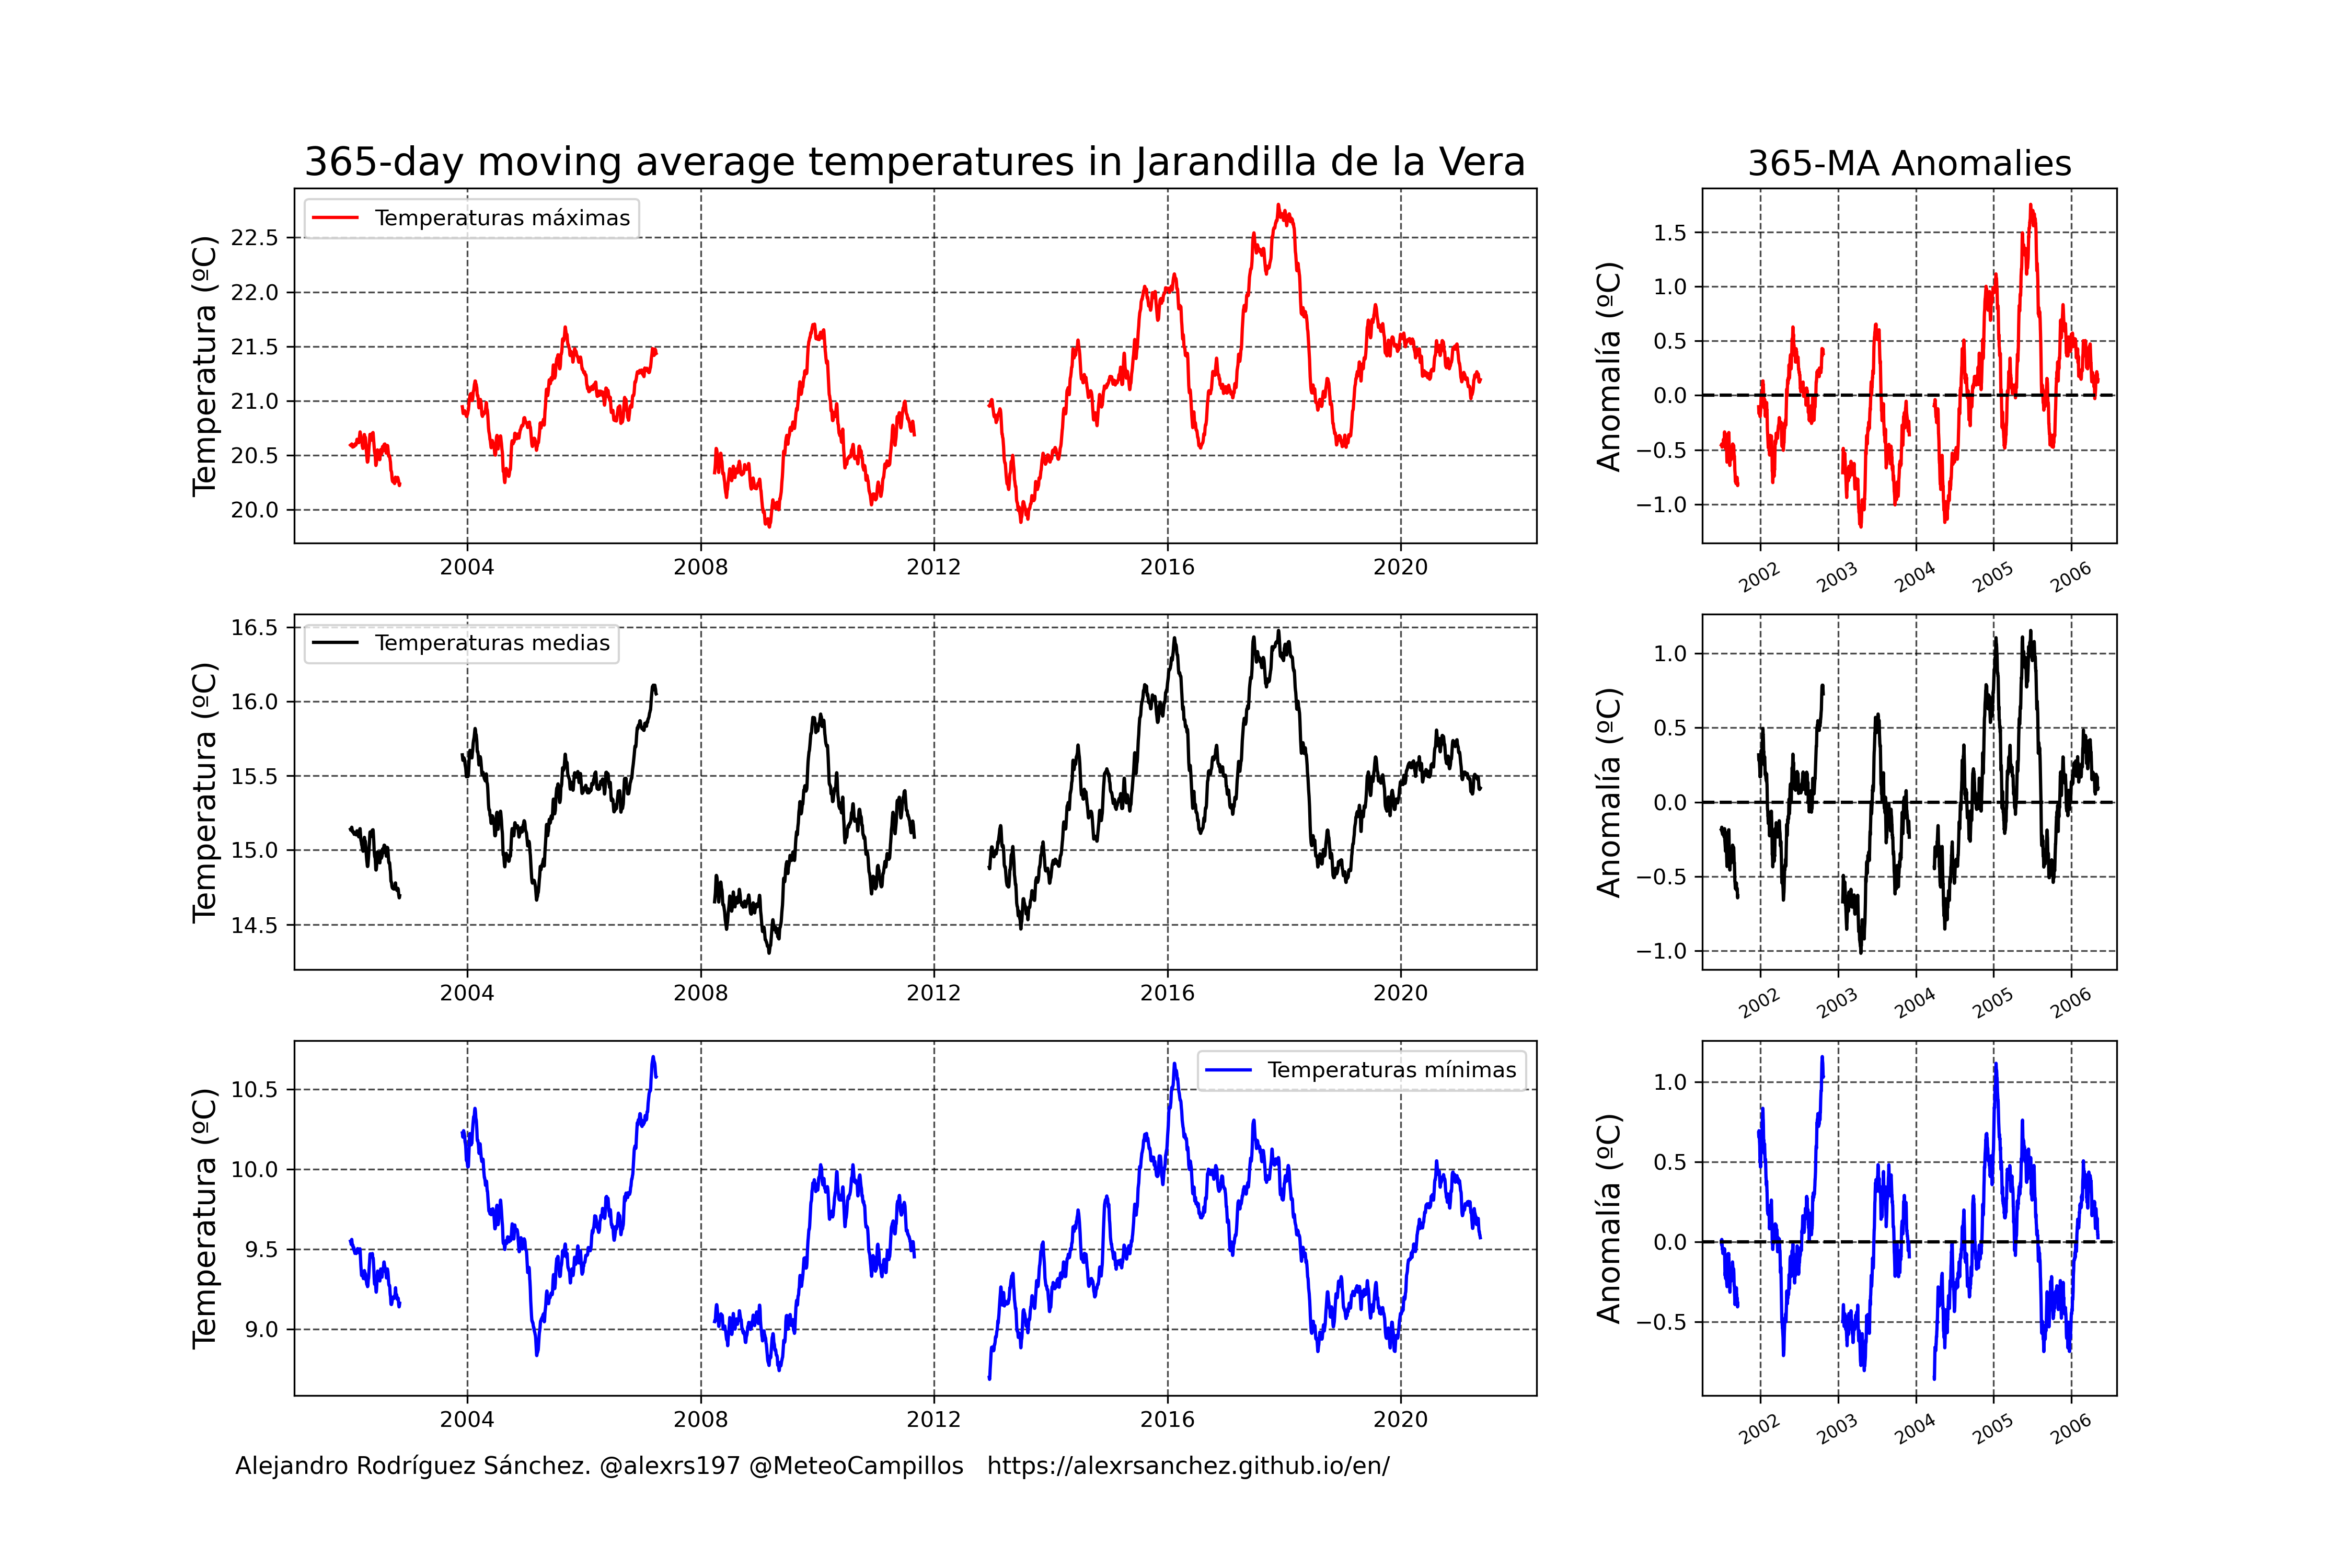 365-day moving average temperatures in Jarandilla de la Vera
365-MA Anomalies
Temperatura (ºC)
22.5
22.0
21.5
21.0
20.5
20.0
Temperaturas máximas
2004 2008 2012 2016 2020
Anomalía (ºC)
1.5
1.0
0.5
0.0
−0.5
−1.0
2002 2003 2004 2005 2006
Temperatura (ºC)
16.5
16.0
15.5
15.0
14.5
Temperaturas medias
2004 2008 2012 2016 2020
Anomalía (ºC)
1.0
0.5
0.0
−0.5
−1.0
2002 2003 2004 2005 2006
Temperatura (ºC)
10.5
10.0
9.5
9.0
Temperaturas mínimas
2004 2008 2012 2016 2020
Anomalía (ºC)
1.0
0.5
0.0
−0.5
2002 2003 2004 2005 2006
Alejandro Rodríguez Sánchez. @alexrs197 @MeteoCampillos https://alexrsanchez.github.io/en/